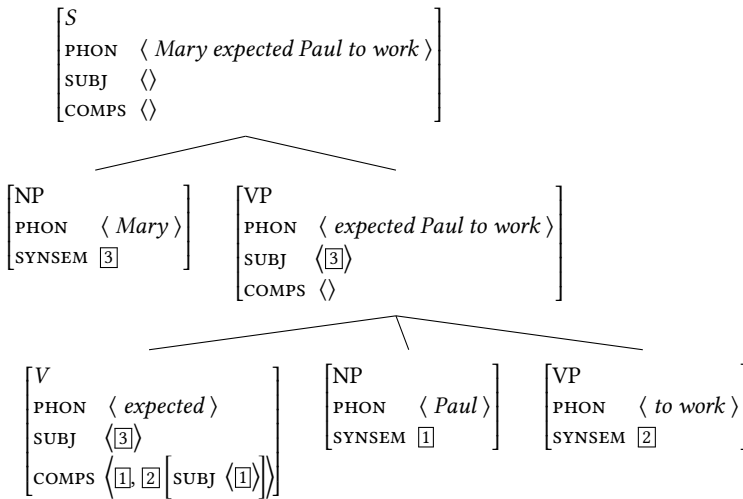 S
PHON ⟨ Mary expected Paul to work ⟩
SUBJ ⟨⟩
COMPS ⟨⟩
NP
PHON ⟨ Mary ⟩
SYNSEM 3
VP
PHON ⟨ expected Paul to work ⟩
SUBJ ⟨3⟩
COMPS ⟨⟩
V
PHON ⟨ expected ⟩
SUBJ ⟨3⟩
COMPS ⟨1, 2 [SUBJ ⟨1⟩]⟩
NP
PHON ⟨ Paul ⟩
SYNSEM 1
VP
PHON ⟨ to work ⟩
SYNSEM 2